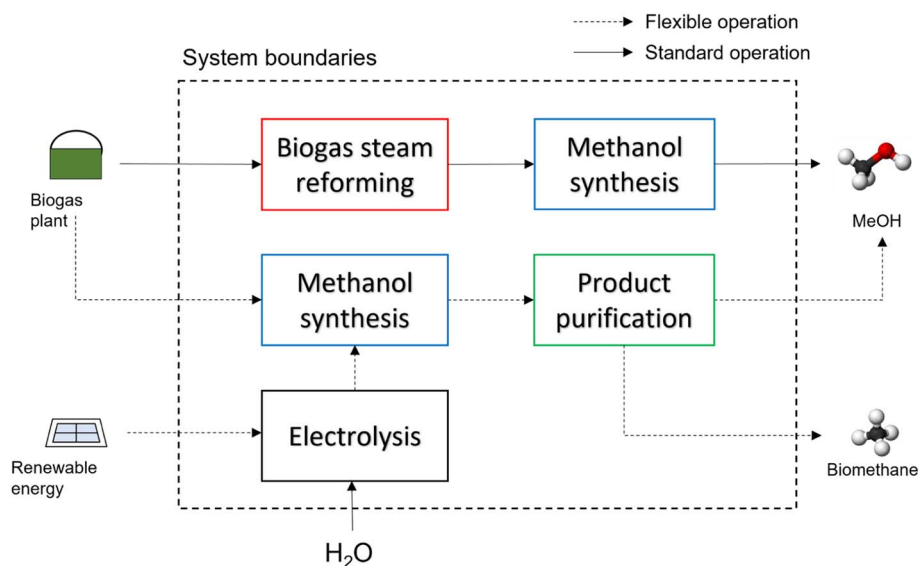 Flexible operation
Standard operation
System boundaries
Biogas steam
reforming
Methanol
synthesis
Biogas
plant
MeOH
Methanol
synthesis
Product
purification
Electrolysis
Renewable
energy
Biomethane
H₂O